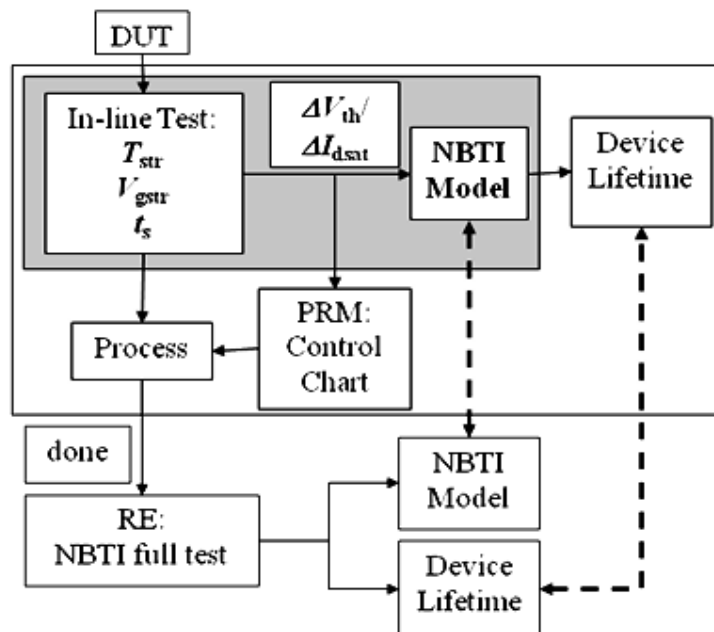 DUT
In-line Test:
Tstr
Vgstr
ts
ΔVth/
ΔIdsat
NBTI
Model
Device
Lifetime
Process
PRM:
Control
Chart
done
RE:
NBTI full test
NBTI
Model
Device
Lifetime